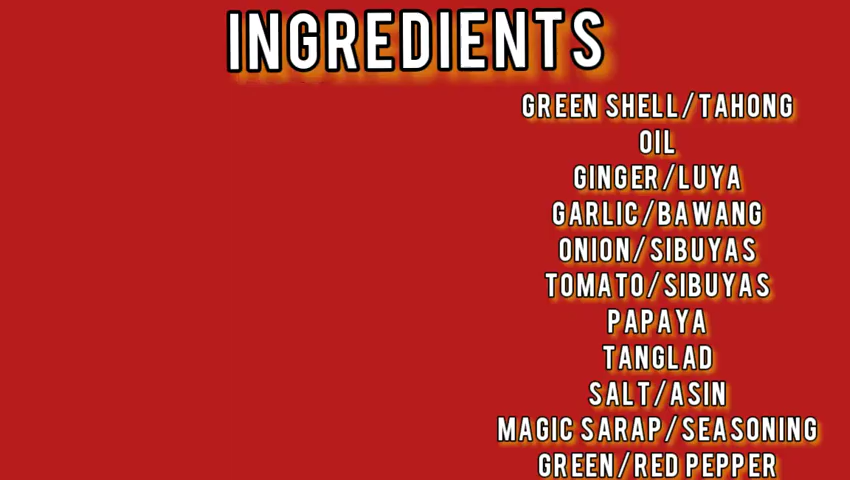 INGREDIENTS
GREEN SHELL/TAHONG
OIL
GINGER/LUYA
GARLIC/BAWANG
ONION/SIBUYAS
TOMATO/SIBUYAS
PAPAYA
TANGLAD
SALT/ASIN
MAGIC SARAP/SEASONING
GREEN/RED PEPPER